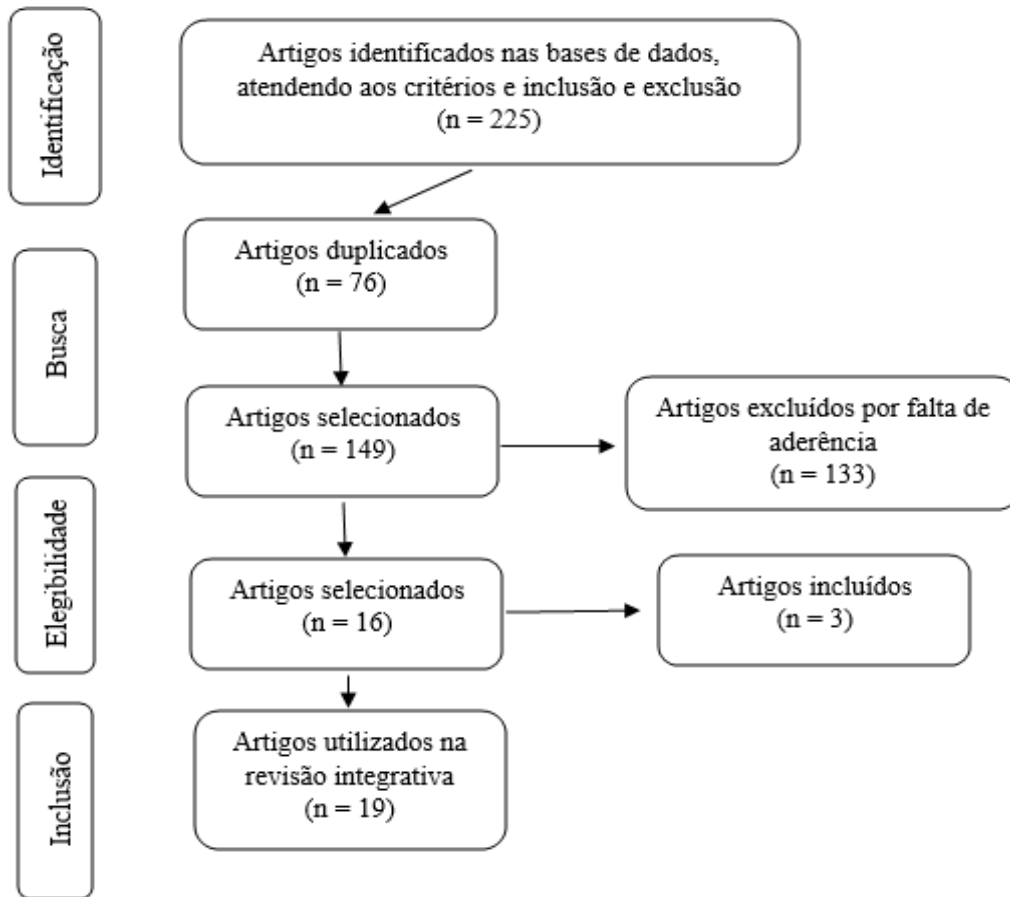 Identificação
Artigos identificados nas bases de dados,
atendendo aos critérios e inclusão e exclusão
(n = 225)
Busca
Artigos duplicados
(n = 76)
Artigos selecionados
(n = 149)
Artigos excluídos por falta de
aderência
(n = 133)
Elegibilidade
Artigos selecionados
(n = 16)
Artigos incluídos
(n = 3)
Inclusão
Artigos utilizados na
revisão integrativa
(n = 19)